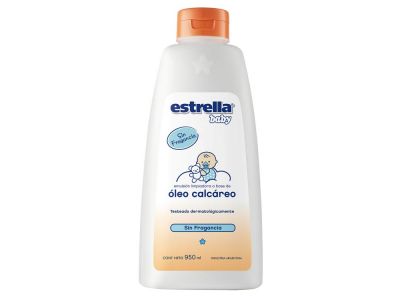 estrella
baby
Sin
Fragancia
emulsión limpiadora a base de
óleo calcáreo
Testeado dermatológicamente
Sin Fragancia
CONT. NETO 950 ml
INDUSTRIA ARGENTINA